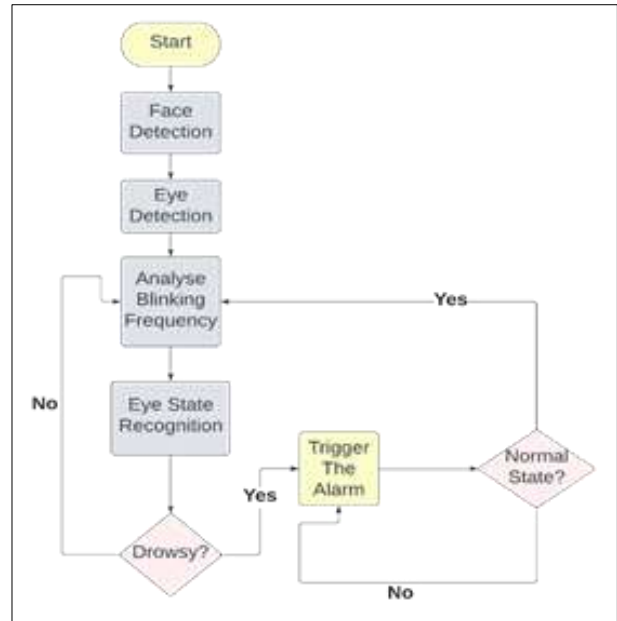 Start
Face
Detection
Eye
Detection
Analyse
Blinking
Frequency
Yes
Eye State
Recognition
No
Trigger
The
Alarm
Normal
State?
Yes
Drowsy?
No